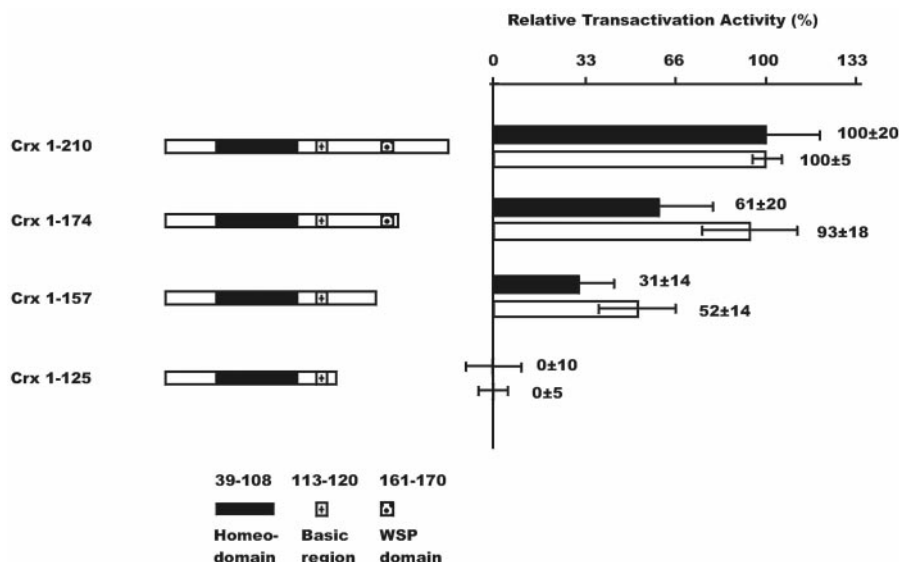 Relative Transactivation Activity (%)
0 33 66 100 133
Crx 1-210
100±20
100±5
Crx 1-174
61±20
93±18
Crx 1-157
31±14
52±14
Crx 1-125
0±10
0±5
39-108 113-120 161-170
Homeo- Basic WSP
domain region domain